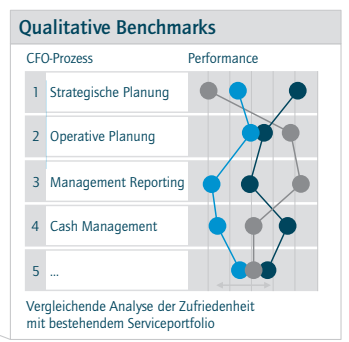 Qualitative Benchmarks
CFO-Prozess Performance
1 Strategische Planung
2 Operative Planung
3 Management Reporting
4 Cash Management
5 ...
Vergleichende Analyse der Zufriedenheit
mit bestehendem Serviceportfolio